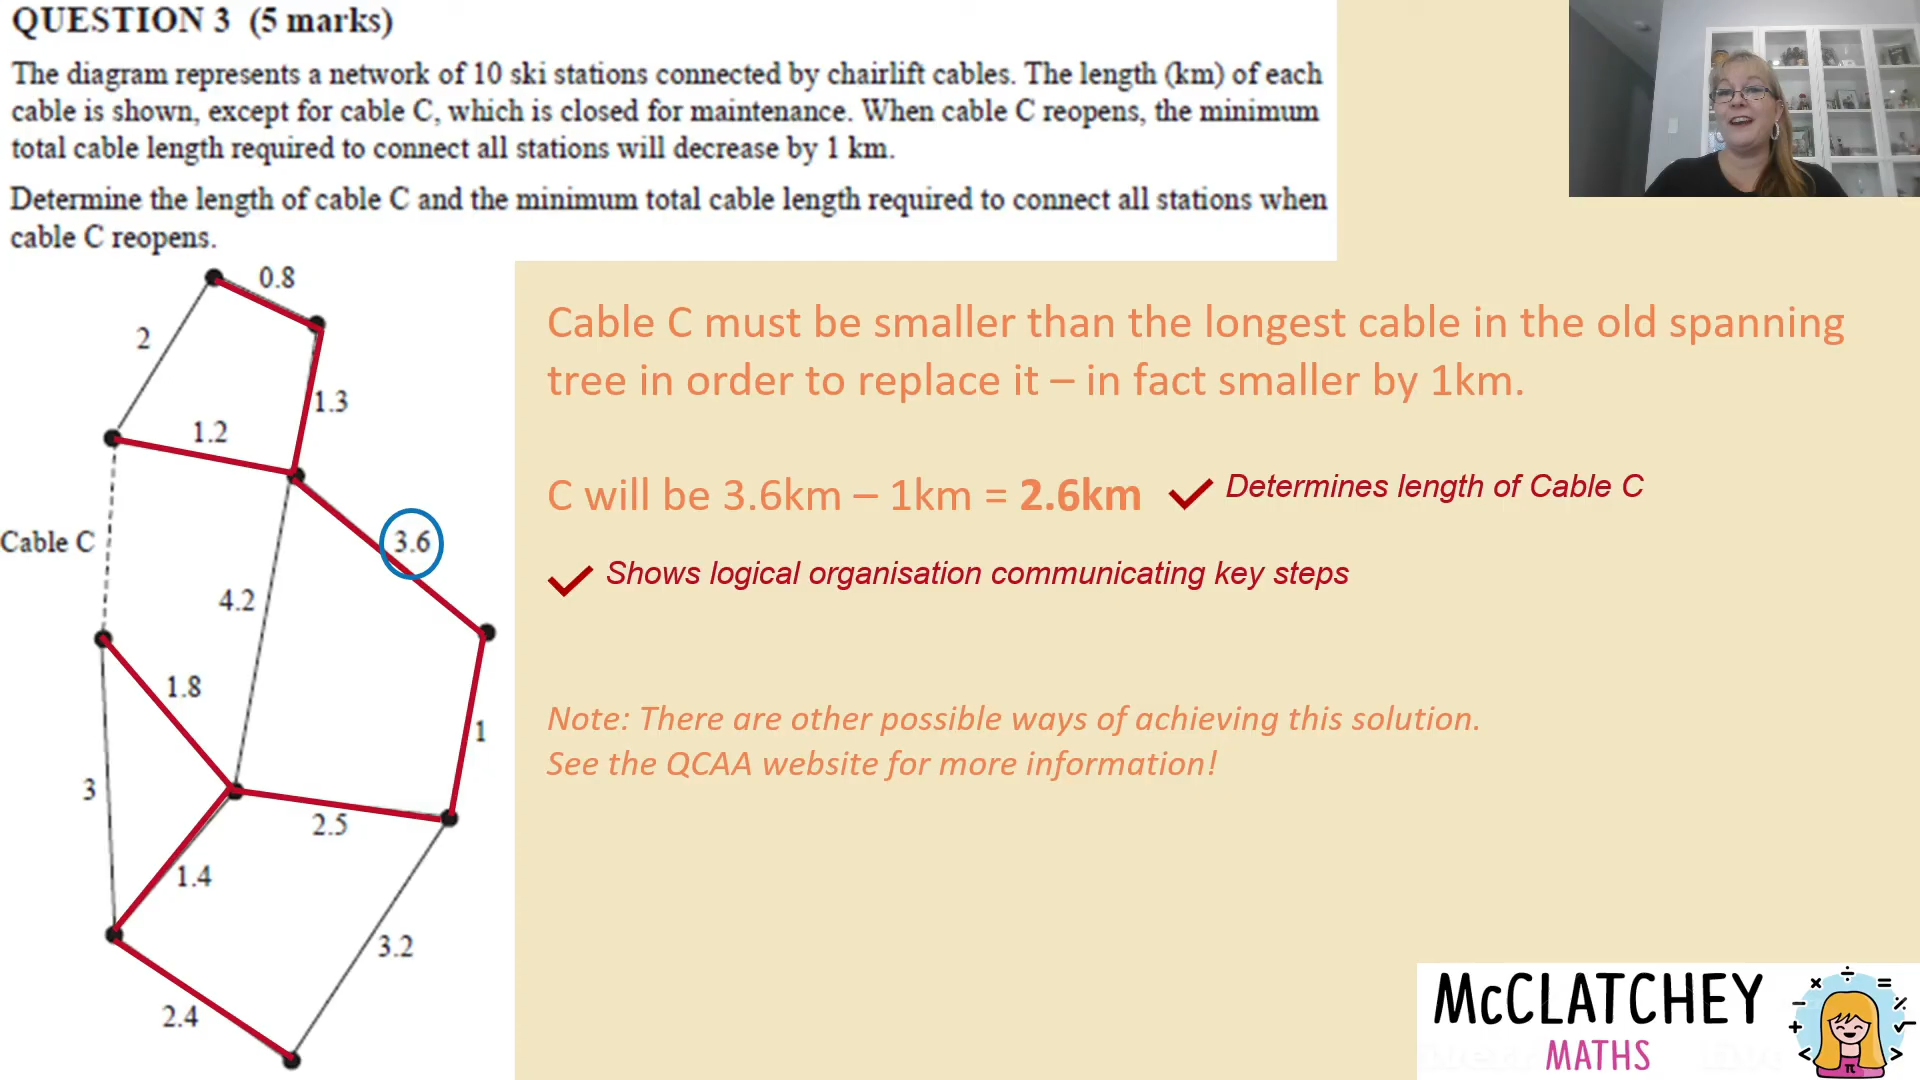 QUESTION 3 (5 marks)
The diagram represents a network of 10 ski stations connected by chairlift cables. The length (km) of each
cable is shown, except for cable C, which is closed for maintenance. When cable C reopens, the minimum
total cable length required to connect all stations will decrease by 1 km.
Determine the length of cable C and the minimum total cable length required to connect all stations when
cable C reopens.
0.8
2
1.3
1.2
Cable C
3.6
4.2
1.8
1
3
2.5
1.4
3.2
2.4
Cable C must be smaller than the longest cable in the old spanning
tree in order to replace it – in fact smaller by 1km.
C will be 3.6km – 1km = 2.6km
Determines length of Cable C
Shows logical organisation communicating key steps
Note: There are other possible ways of achieving this solution.
See the QCAA website for more information!
McCLATCHEY
MATHS